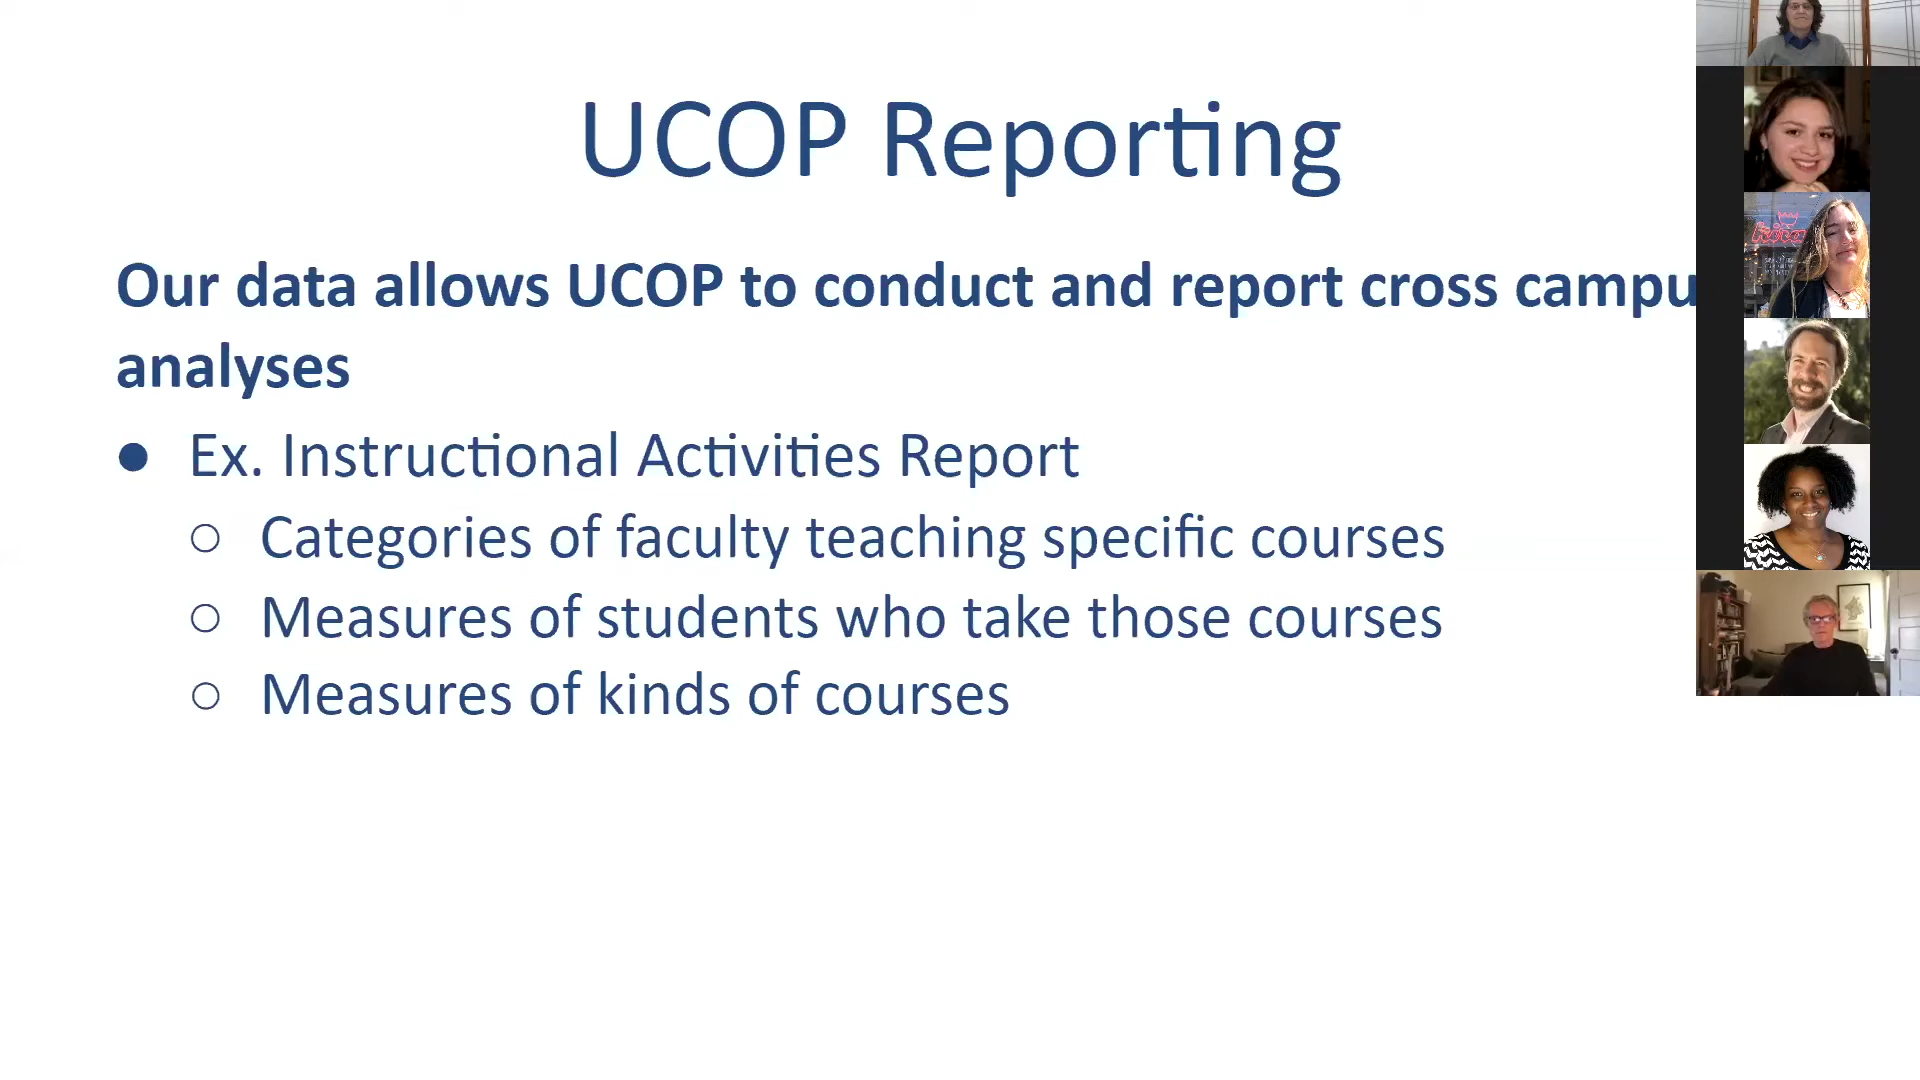 UCOP Reporting
Our data allows UCOP to conduct and report cross campu
analyses
● Ex. Instructional Activities Report
○ Categories of faculty teaching specific courses
○ Measures of students who take those courses
○ Measures of kinds of courses